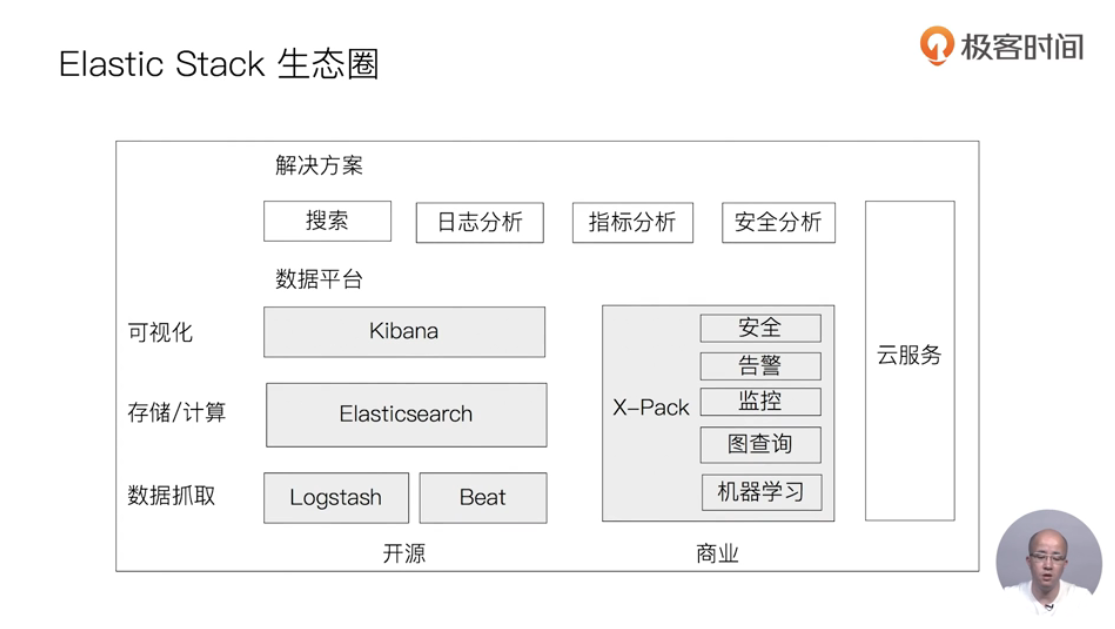 Elastic Stack 生态圈
极客时间
解决方案
搜索
日志分析
指标分析
安全分析
数据平台
可视化
Kibana
存储/计算
Elasticsearch
数据抓取
Logstash
Beat
X-Pack
安全
告警
监控
图查询
机器学习
云服务
开源
商业